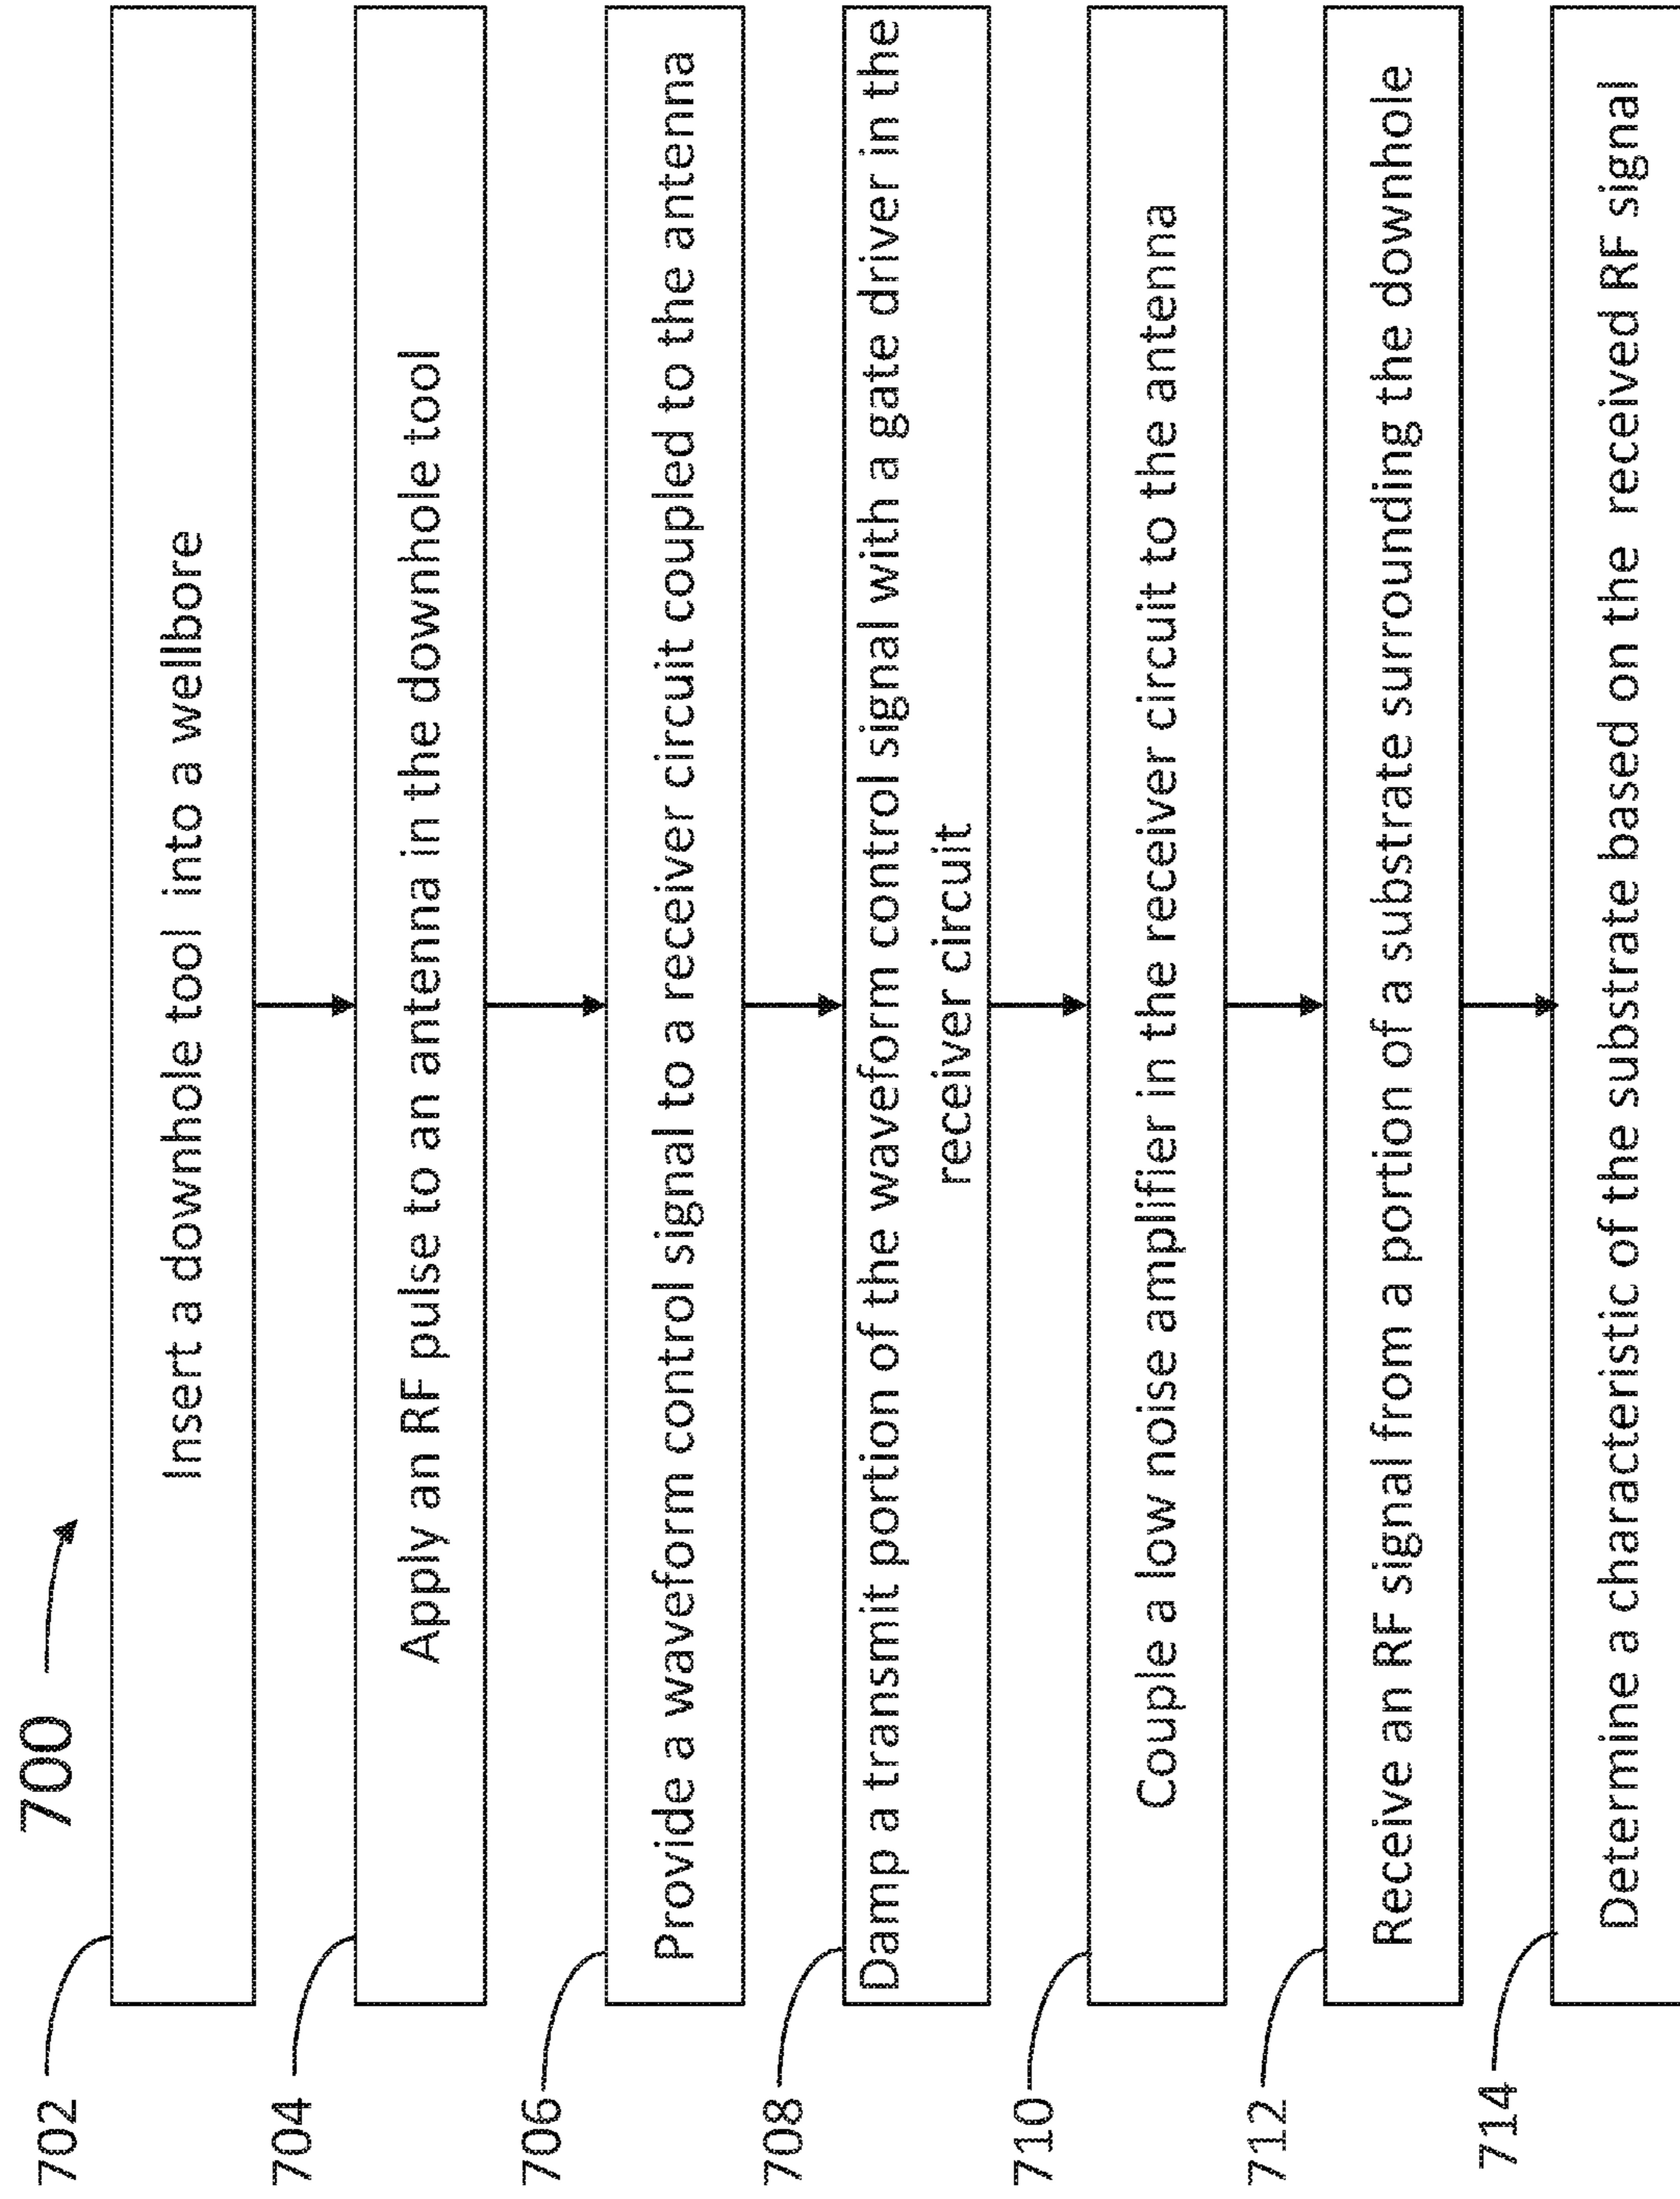 700
702
Insert a downhole tool into a wellbore
704
Apply an RF pulse to an antenna in the downhole tool
706
Provide a waveform control signal to a receiver circuit coupled to the antenna
708
Damp a transmit portion of the waveform control signal with a gate driver in the
receiver circuit
710
Couple a low noise amplifier in the receiver circuit to the antenna
712
Receive an RF signal from a portion of a substrate surrounding the downhole
714
Determine a characteristic of the substrate based on the received RF signal